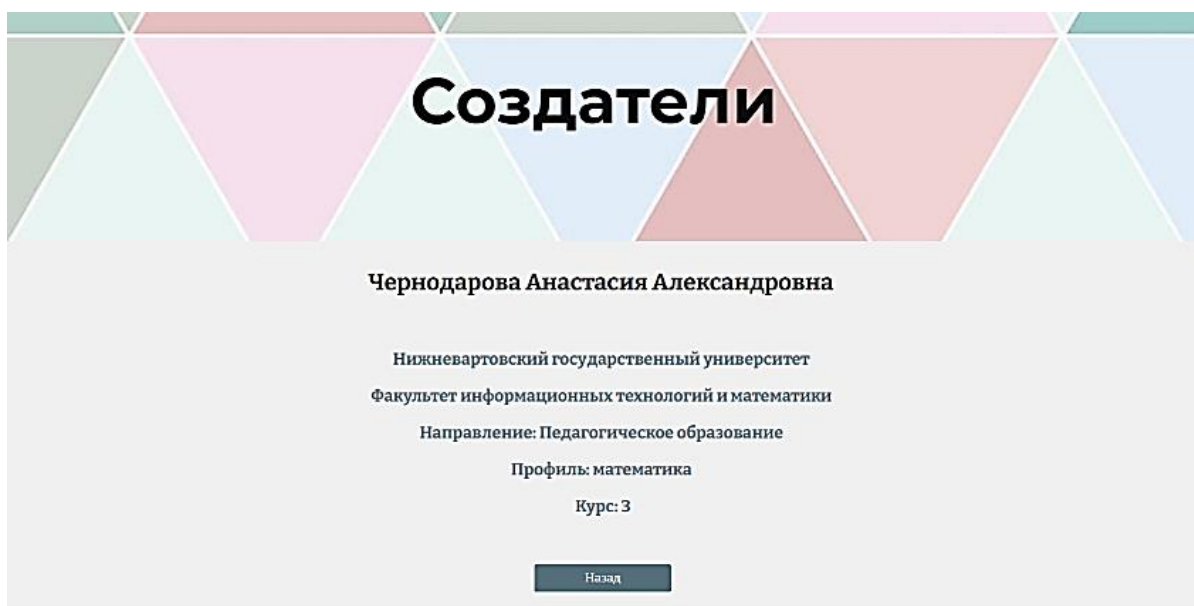 Создатели
Чернодарова Анастасия Александровна
Нижневартовский государственный университет
Факультет информационных технологий и математики
Направление: Педагогическое образование
Профиль: математика
Курс: 3
Назад